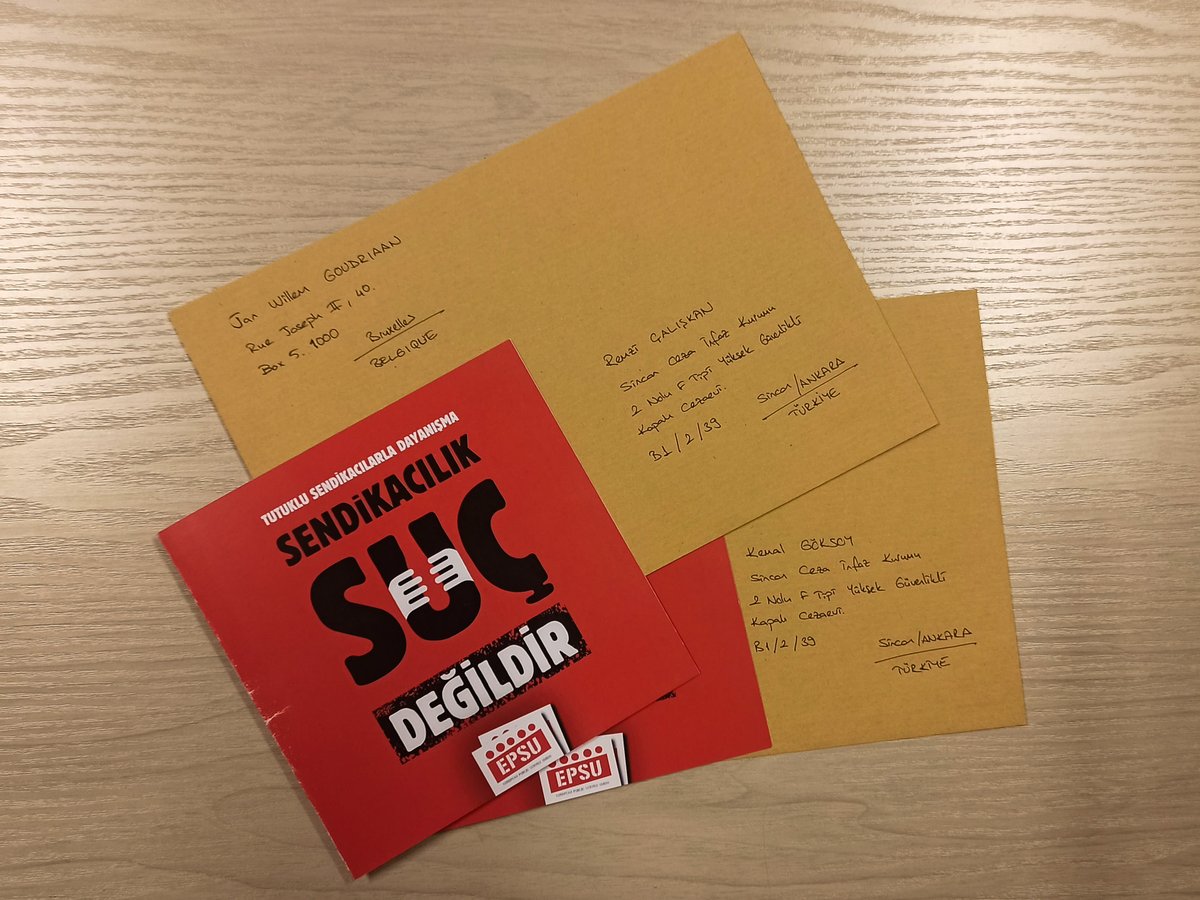 Jan Willem GOUDRIAAN
Rue Joseph II, 40.
Box 5. 1000
Bruxelles
BELGIQUE
Remzi ÇALIŞKAN
Sincan Ceza İnfaz Kurumu
2 Nolu F Tipi Yüksek Güvenlikli
Kapalı Cezaevi.
B1/2/39
Sincan/ANKARA
TÜRKİYE
TUTUKLU SENDİKACILARLA DAYANIŞMA
SENDİKACILIK
SUÇ
DEĞİLDİR
EPSU
EPSU
Kemal GÖKSOY
Sincan Ceza İnfaz Kurumu
2 Nolu F Tipi Yüksek Güvenlikli
Kapalı Cezaevi.
B1/2/39
Sincan/ANKARA
TÜRKİYE